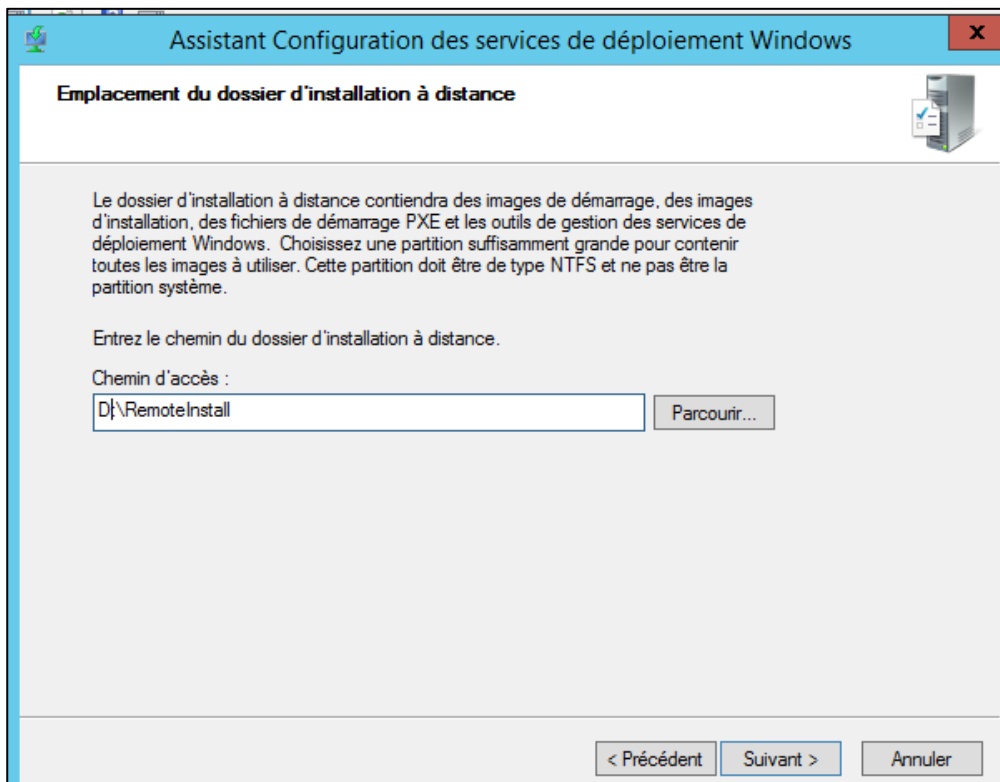 Assistant Configuration des services de déploiement Windows
x
Emplacement du dossier d'installation à distance
Le dossier d'installation à distance contiendra des images de démarrage, des images
d'installation, des fichiers de démarrage PXE et les outils de gestion des services de
déploiement Windows. Choisissez une partition suffisamment grande pour contenir
toutes les images à utiliser. Cette partition doit être de type NTFS et ne pas être la
partition système.
Entrez le chemin du dossier d'installation à distance.
Chemin d'accès :
D:\RemoteInstall
Parcourir...
< Précédent
Suivant >
Annuler